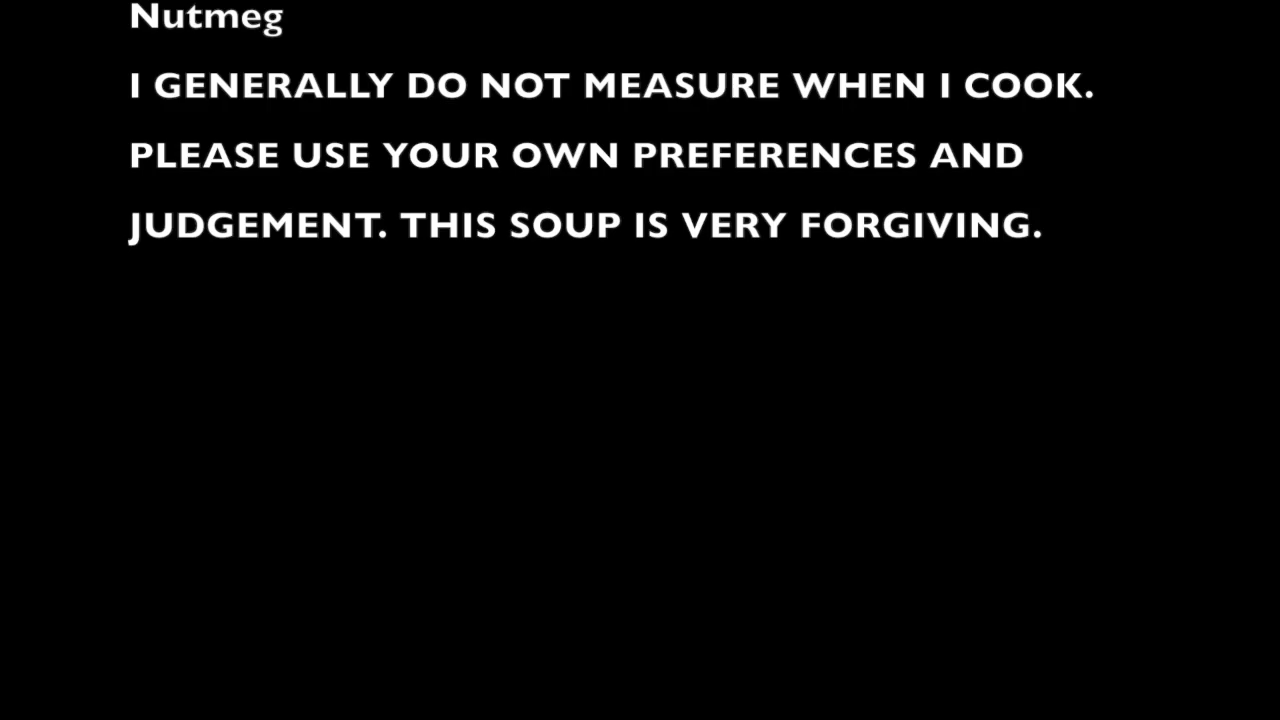 Nutmeg
I GENERALLY DO NOT MEASURE WHEN I COOK.
PLEASE USE YOUR OWN PREFERENCES AND
JUDGEMENT. THIS SOUP IS VERY FORGIVING.